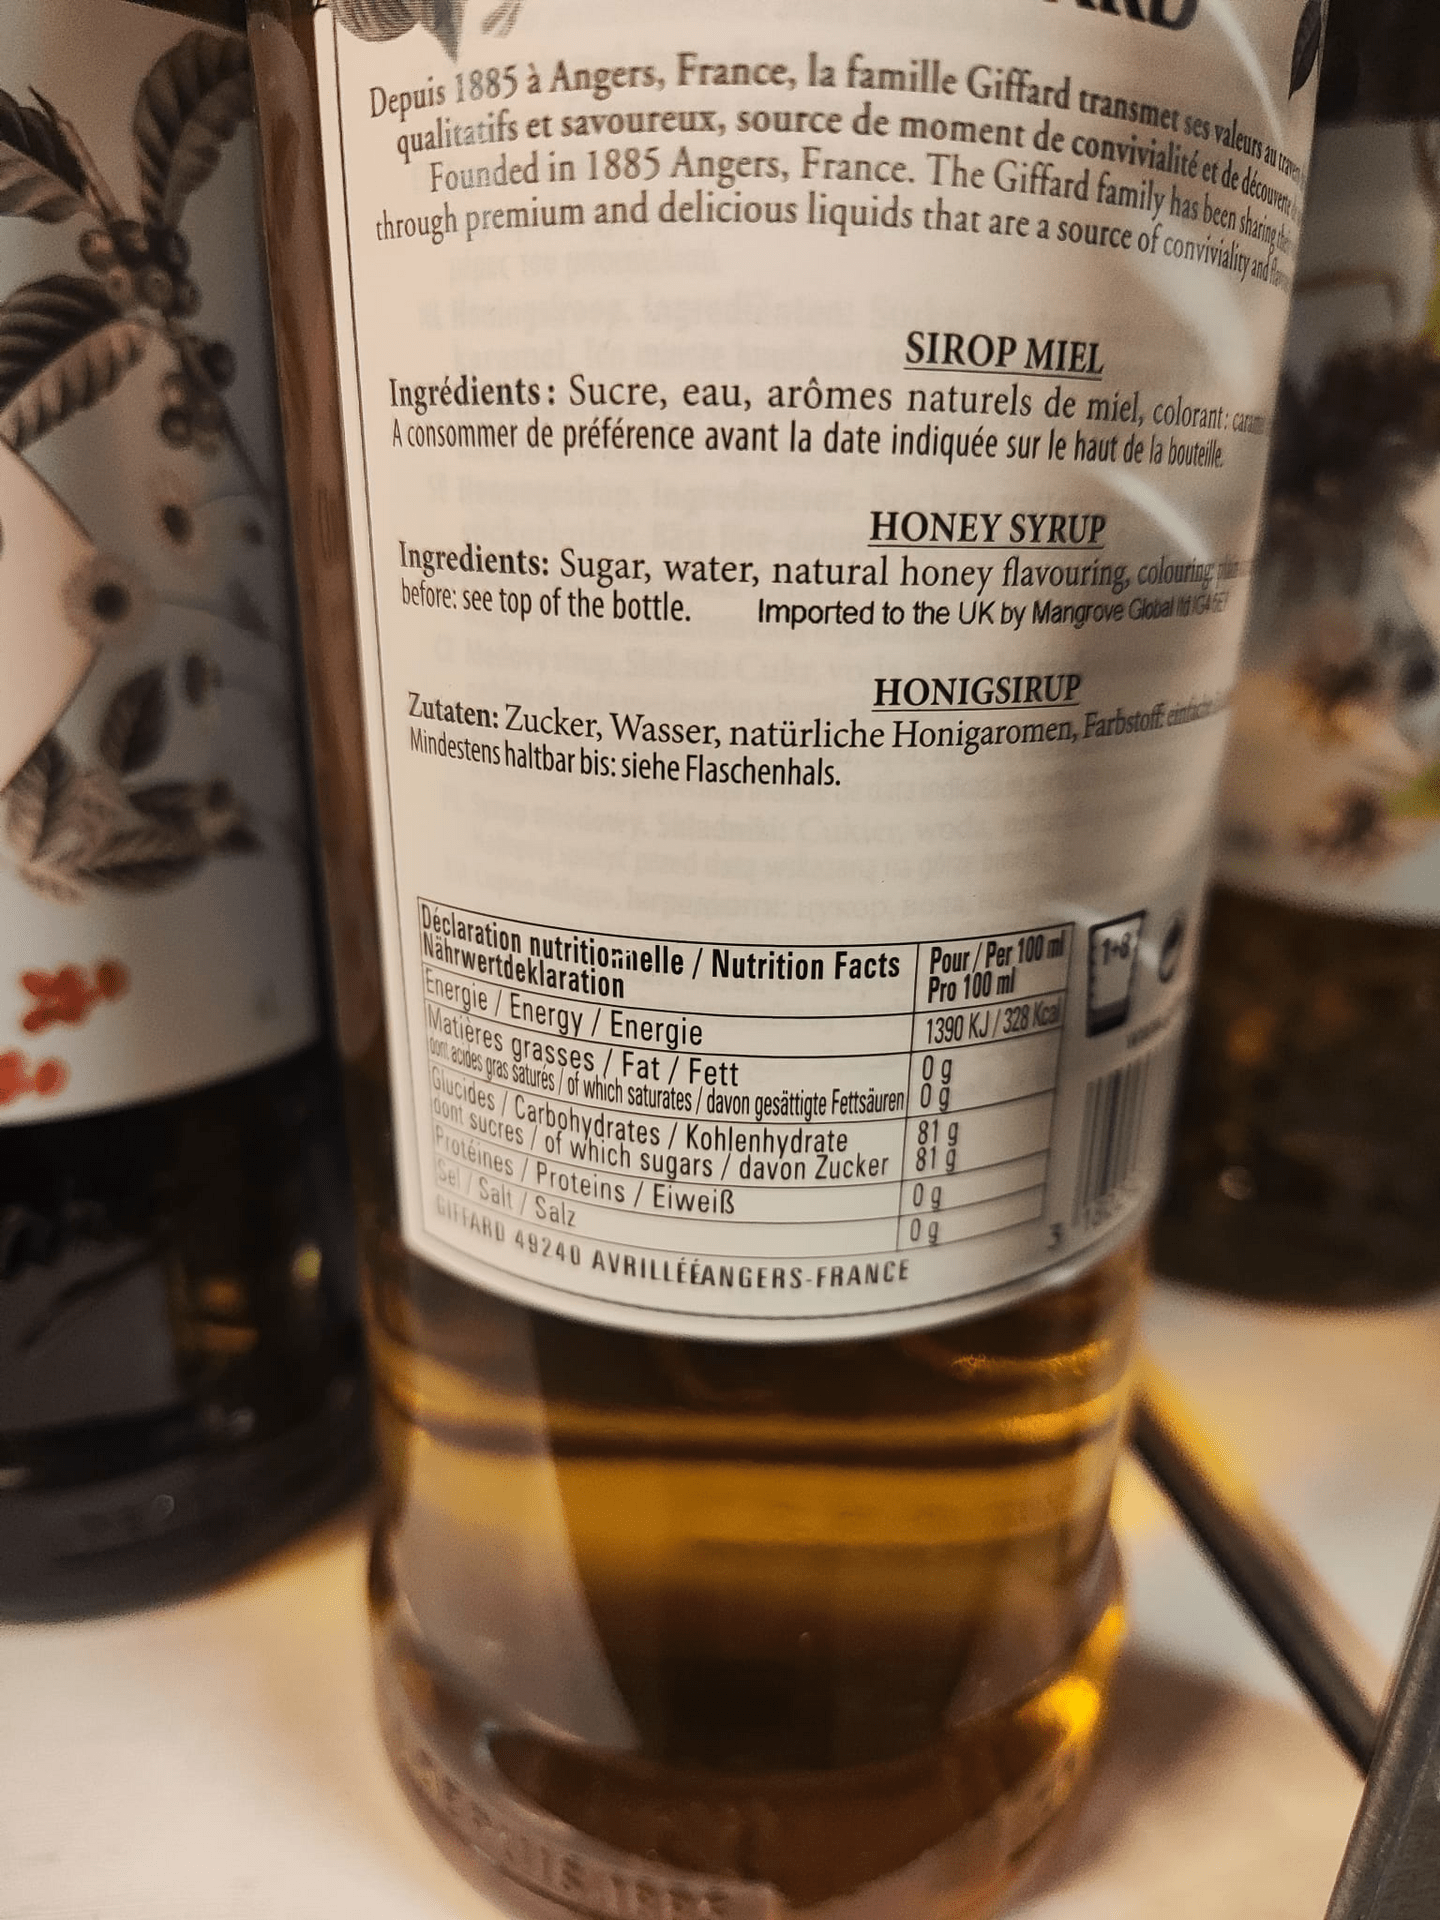 Depuis 1885 à Angers, France, la famille Giffard transmet ses valeurs au
qualitatifs et savoureux, source de moment de convivialité et de
Founded in 1885 Angers, France. The Giffard family has been sharing
through premium and delicious liquids that are a source of conviviality and
SIROP MIEL
Ingrédients : Sucre, eau, arômes naturels de miel, colorant :
A consommer de préférence avant la date indiquée sur le haut de la bouteille.
HONEY SYRUP
Ingredients: Sugar, water, natural honey flavouring, colouring:
before: see top of the bottle. Imported to the UK by Mangrove Global ltd
HONIGSIRUP
Zutaten: Zucker, Wasser, natürliche Honigaromen, Farbstoff:
Mindestens haltbar bis: siehe Flaschenhals.
Déclaration nutritionnelle / Nutrition Facts Pour / Per 100 ml
Nährwertdeklaration Pro 100 ml
Energie / Energy / Energie 1390 KJ / 328 Kcal
Matières grasses / Fat / Fett 0 g
dont acides gras saturés / of which saturates / davon gesättigte Fettsäuren 0 g
Glucides / Carbohydrates / Kohlenhydrate 81 g
dont sucres / of which sugars / davon Zucker 81 g
Protéines / Proteins / Eiweiß 0 g
Sel / Salt / Salz 0 g
GIFFARD 49240 AVRILLÉÉANGERS-FRANCE
1+8
3